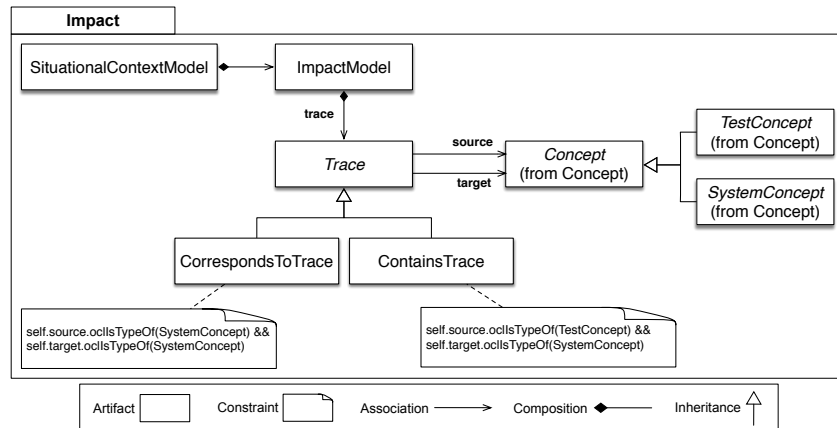 Impact
SituationalContextModel
ImpactModel
trace
Trace
source
target
Concept
(from Concept)
TestConcept
(from Concept)
SystemConcept
(from Concept)
CorrespondsToTrace
ContainsTrace
self.source.oclIsTypeOf(SystemConcept) &&
self.target.oclIsTypeOf(SystemConcept)
self.source.oclIsTypeOf(TestConcept) &&
self.target.oclIsTypeOf(SystemConcept)
Artifact
Constraint
Association
Composition
Inheritance